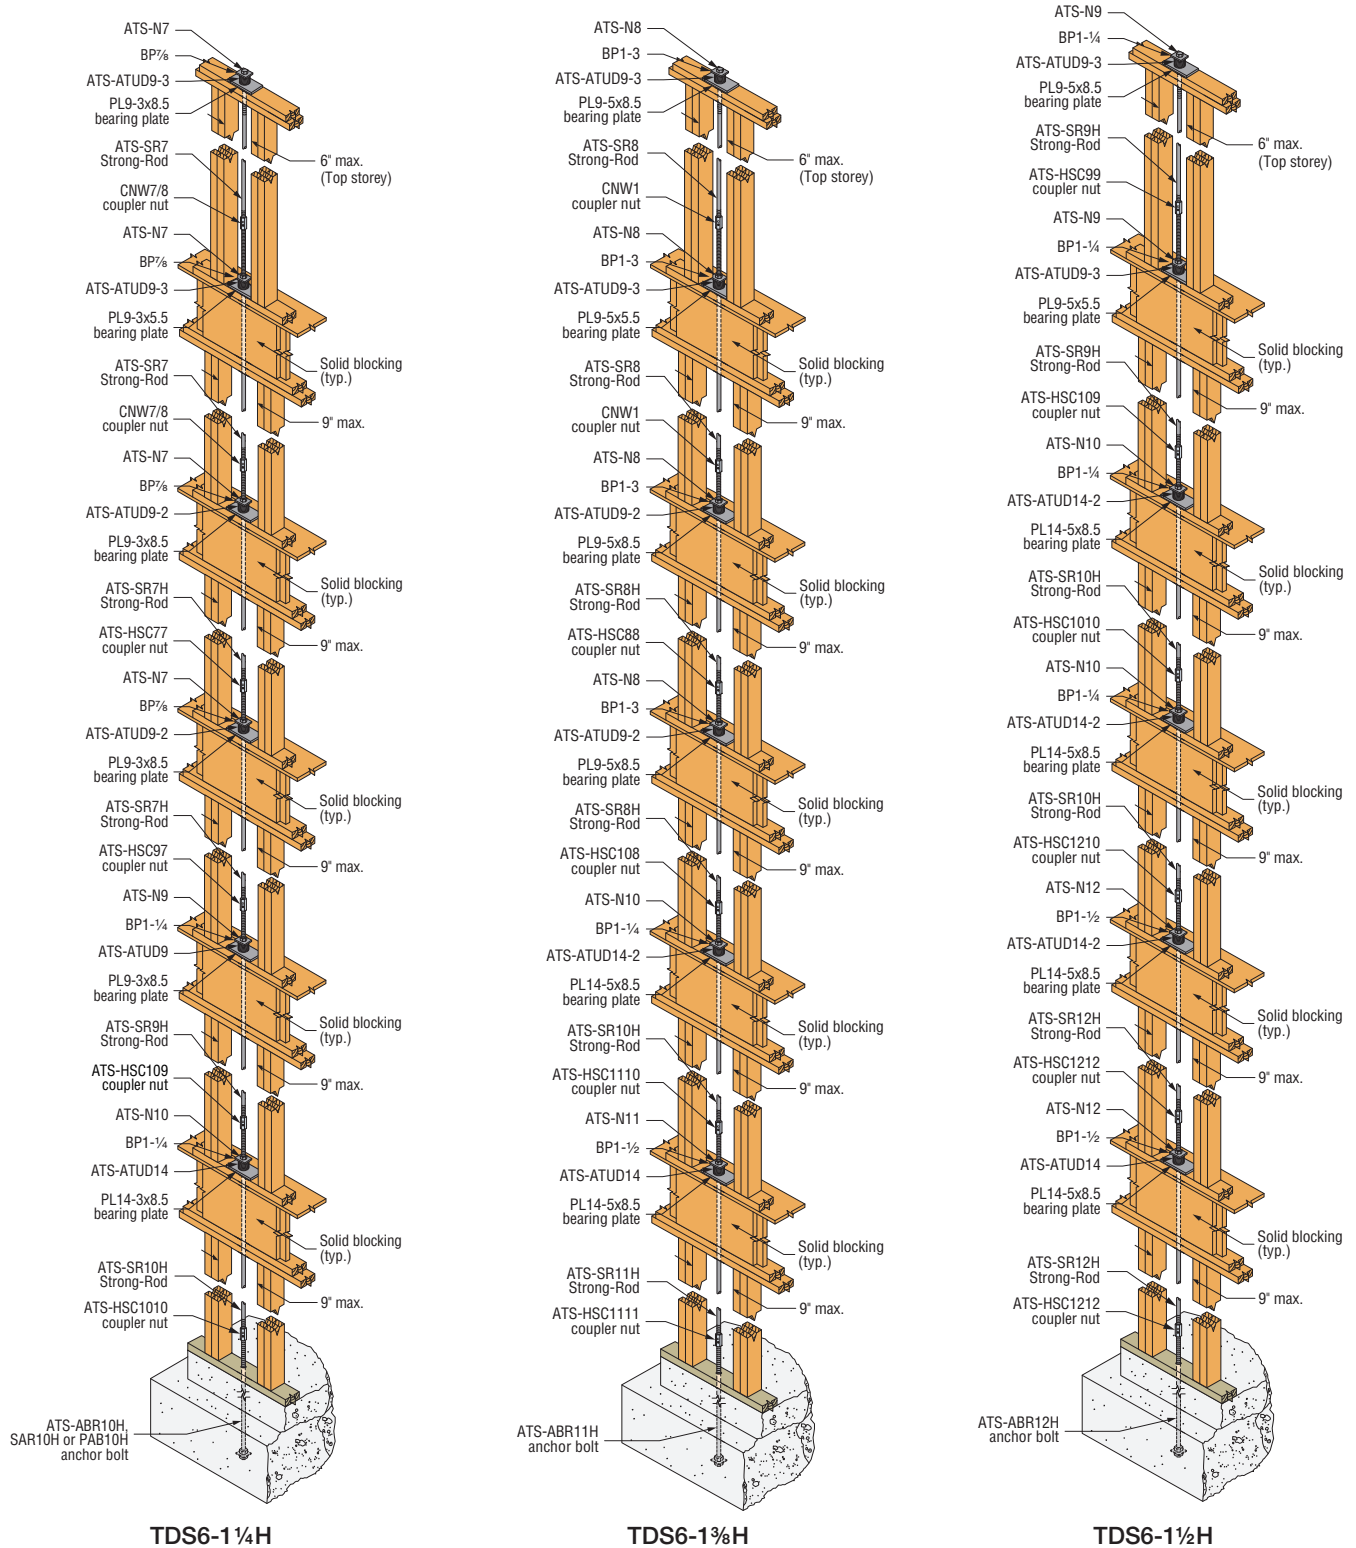 ATS-N7
BP⅞
ATS-ATUD9-3
PL9-3x8.5
bearing plate
ATS-SR7
Strong-Rod
6" max.
(Top storey)
CNW7/8
coupler nut
ATS-N7
BP⅞
ATS-ATUD9-3
PL9-3x5.5
bearing plate
Solid blocking
(typ.)
ATS-SR7
Strong-Rod
CNW7/8
coupler nut
9" max.
ATS-N7
BP⅞
ATS-ATUD9-2
PL9-3x8.5
bearing plate
Solid blocking
(typ.)
ATS-SR7H
Strong-Rod
ATS-HSC77
coupler nut
9" max.
ATS-N7
BP⅞
ATS-ATUD9-2
PL9-3x8.5
bearing plate
Solid blocking
(typ.)
ATS-SR7H
Strong-Rod
ATS-HSC97
coupler nut
9" max.
ATS-N9
BP1-¼
ATS-ATUD9
PL9-3x8.5
bearing plate
Solid blocking
(typ.)
ATS-SR9H
Strong-Rod
ATS-HSC109
coupler nut
9" max.
ATS-N10
BP1-¼
ATS-ATUD14
PL14-3x8.5
bearing plate
Solid blocking
(typ.)
ATS-SR10H
Strong-Rod
ATS-HSC1010
coupler nut
9" max.
ATS-ABR10H,
SAR10H or PAB10H
anchor bolt
TDS6-1¼H
ATS-N8
BP1-3
ATS-ATUD9-3
PL9-5x8.5
bearing plate
ATS-SR8
Strong-Rod
6" max.
(Top storey)
CNW1
coupler nut
ATS-N8
BP1-3
ATS-ATUD9-3
PL9-5x5.5
bearing plate
Solid blocking
(typ.)
ATS-SR8
Strong-Rod
CNW1
coupler nut
9" max.
ATS-N8
BP1-3
ATS-ATUD9-2
PL9-5x8.5
bearing plate
Solid blocking
(typ.)
ATS-SR8H
Strong-Rod
ATS-HSC88
coupler nut
9" max.
ATS-N8
BP1-3
ATS-ATUD9-2
PL9-5x8.5
bearing plate
Solid blocking
(typ.)
ATS-SR8H
Strong-Rod
ATS-HSC108
coupler nut
9" max.
ATS-N10
BP1-¼
ATS-ATUD14-2
PL14-5x8.5
bearing plate
Solid blocking
(typ.)
ATS-SR10H
Strong-Rod
ATS-HSC1110
coupler nut
9" max.
ATS-N11
BP1-½
ATS-ATUD14
PL14-5x8.5
bearing plate
Solid blocking
(typ.)
ATS-SR11H
Strong-Rod
ATS-HSC1111
coupler nut
9" max.
ATS-ABR11H
anchor bolt
TDS6-1⅜H
ATS-N9
BP1-¼
ATS-ATUD9-3
PL9-5x8.5
bearing plate
ATS-SR9H
Strong-Rod
6" max.
(Top storey)
ATS-HSC99
coupler nut
ATS-N9
BP1-¼
ATS-ATUD9-3
PL9-5x5.5
bearing plate
Solid blocking
(typ.)
ATS-SR9H
Strong-Rod
ATS-HSC109
coupler nut
9" max.
ATS-N10
BP1-¼
ATS-ATUD14-2
PL14-5x8.5
bearing plate
Solid blocking
(typ.)
ATS-SR10H
Strong-Rod
ATS-HSC1010
coupler nut
9" max.
ATS-N10
BP1-¼
ATS-ATUD14-2
PL14-5x8.5
bearing plate
Solid blocking
(typ.)
ATS-SR10H
Strong-Rod
ATS-HSC1210
coupler nut
9" max.
ATS-N12
BP1-½
ATS-ATUD14-2
PL14-5x8.5
bearing plate
Solid blocking
(typ.)
ATS-SR12H
Strong-Rod
ATS-HSC1212
coupler nut
9" max.
ATS-N12
BP1-½
ATS-ATUD14
PL14-5x8.5
bearing plate
Solid blocking
(typ.)
ATS-SR12H
Strong-Rod
ATS-HSC1212
coupler nut
9" max.
ATS-ABR12H
anchor bolt
TDS6-1½H